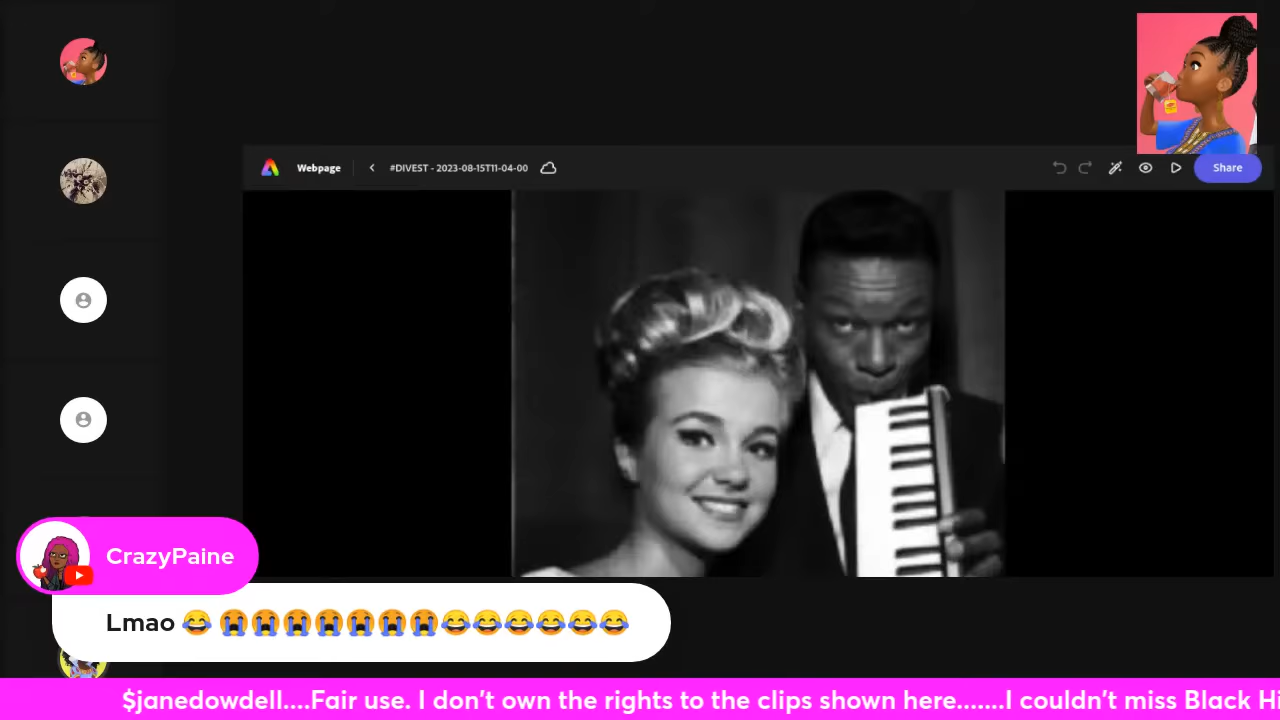 Webpage
#DIVEST - 2023-08-15T11-04-00
Share
CrazyPaine
Lmao 😂 😭😭😭😭😭😭😭😂😂😂😂😂😂
$janedowdell....Fair use. I don't own the rights to the clips shown here.......I couldn't miss Black Hi